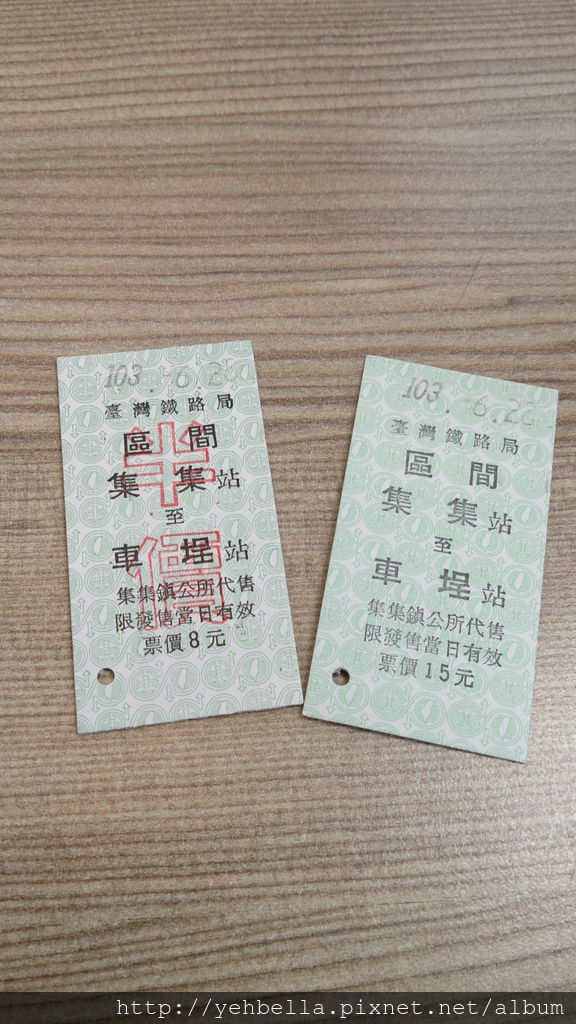 103.6.2
臺灣鐵路局
區間
集集站
至
車埕站
集集鎮公所代售
限發售當日有效
票價8元
半價
103.6.2
臺灣鐵路局
區間
集集站
至
車埕站
集集鎮公所代售
限發售當日有效
票價15元
http://yehbella.pixnet.net/album